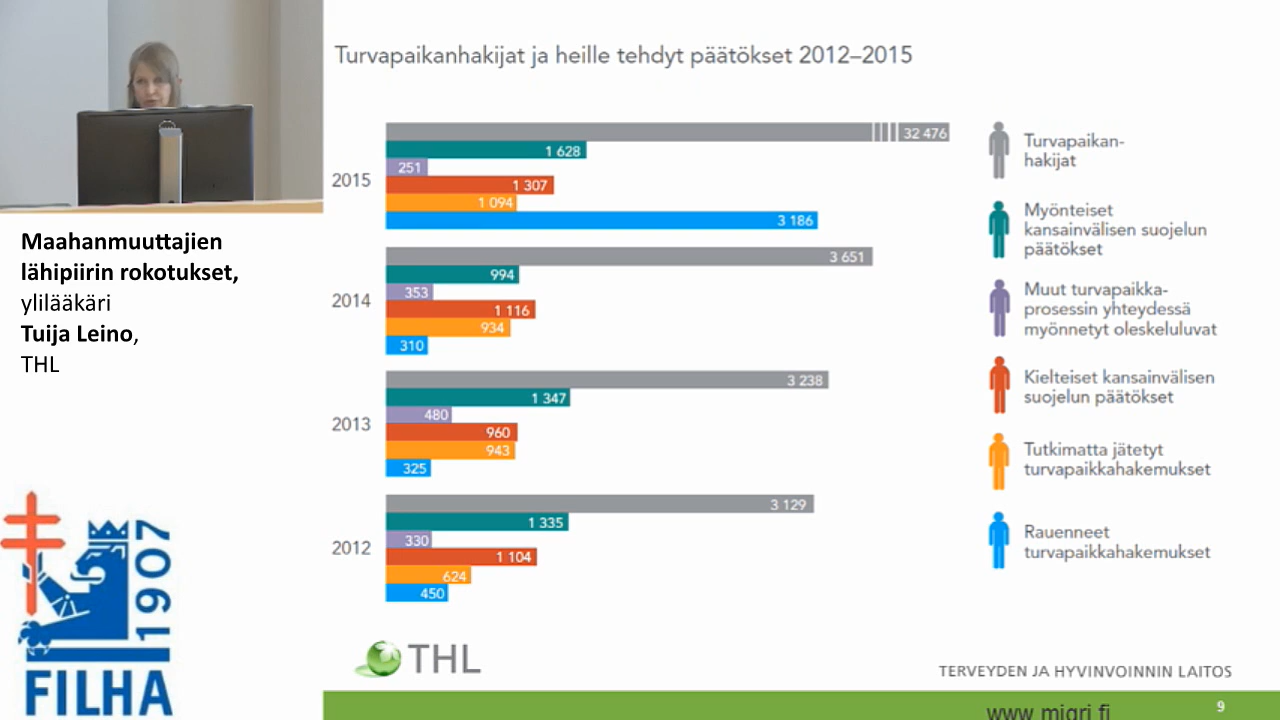 Turvapaikanhakijat ja heille tehdyt päätökset 2012–2015
2015
32 476
1 628
251
1 307
1 094
3 186
2014
3 651
994
353
1 116
934
310
2013
3 238
1 347
480
960
943
325
2012
3 129
1 335
330
1 104
624
450
Turvapaikan-
hakijat
Myönteiset
kansainvälisen suojelun
päätökset
Muut turvapaikka-
prosessin yhteydessä
myönnetyt oleskeluluvat
Kielteiset kansainvälisen
suojelun päätökset
Tutkimatta jätetyt
turvapaikkahakemukset
Rauenneet
turvapaikkahakemukset
Maahanmuuttajien
lähipiirin rokotukset,
ylilääkäri
Tuija Leino,
THL
1907
FILHA
THL
TERVEYDEN JA HYVINVOINNIN LAITOS
www.migri.fi
9